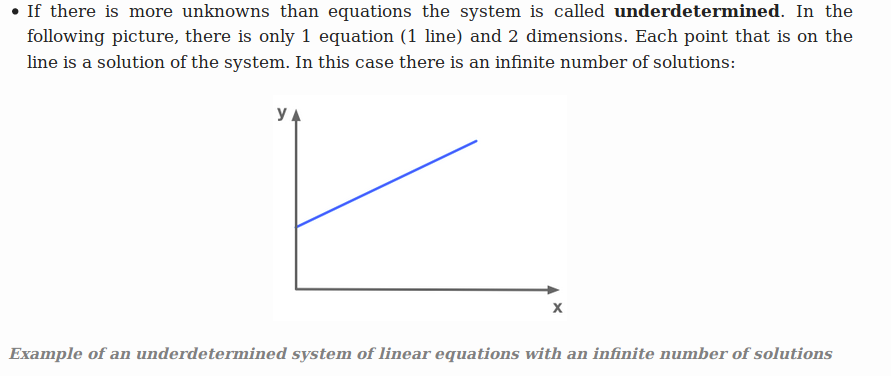 • If there is more unknowns than equations the system is called underdetermined. In the
following picture, there is only 1 equation (1 line) and 2 dimensions. Each point that is on the
line is a solution of the system. In this case there is an infinite number of solutions:
y
x
Example of an underdetermined system of linear equations with an infinite number of solutions